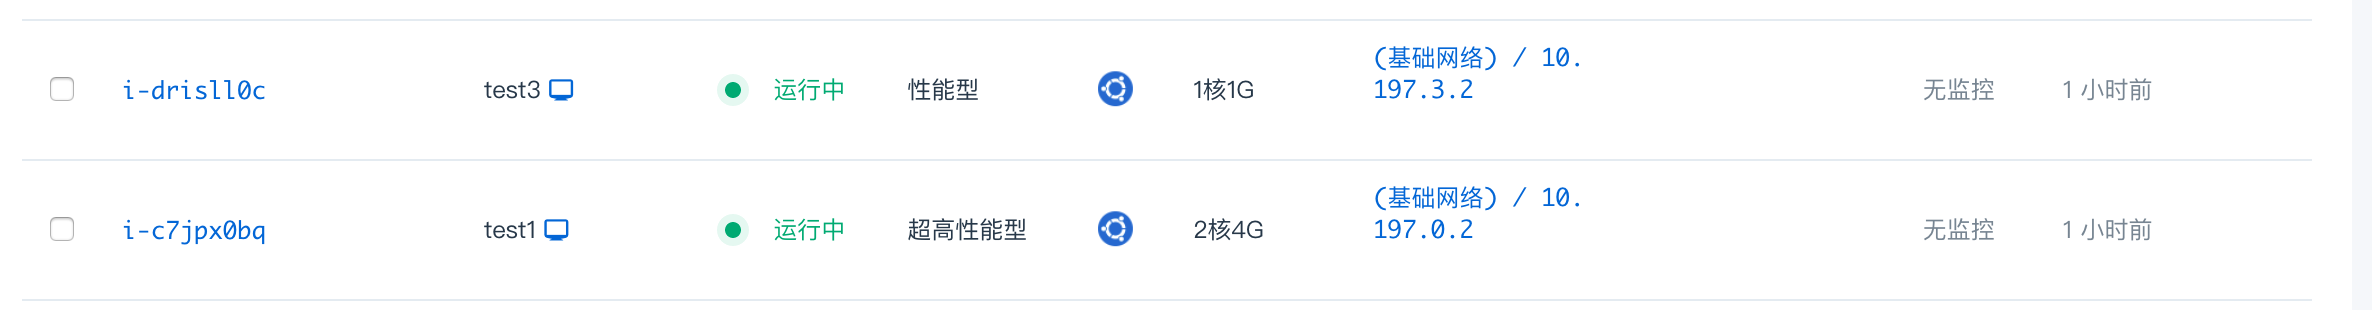 i-drisll0c test3 运行中 性能型 1核1G (基础网络) / 10.
197.3.2 无监控 1 小时前
i-c7jpx0bq test1 运行中 超高性能型 2核4G (基础网络) / 10.
197.0.2 无监控 1 小时前